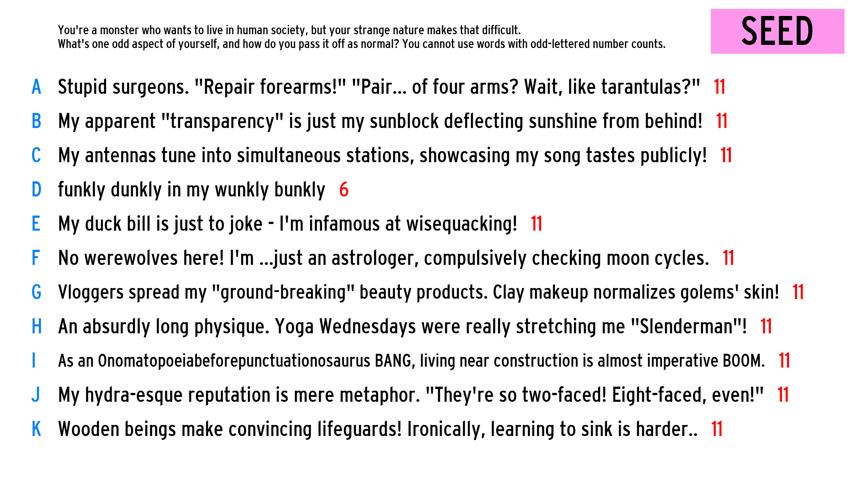 You're a monster who wants to live in human society, but your strange nature makes that difficult.
What's one odd aspect of yourself, and how do you pass it off as normal? You cannot use words with odd-lettered number counts.
SEED
A Stupid surgeons. "Repair forearms!" "Pair... of four arms? Wait, like tarantulas?" 11
B My apparent "transparency" is just my sunblock deflecting sunshine from behind! 11
C My antennas tune into simultaneous stations, showcasing my song tastes publicly! 11
D funkly dunkly in my wunkly bunkly 6
E My duck bill is just to joke - I'm infamous at wisequacking! 11
F No werewolves here! I'm ...just an astrologer, compulsively checking moon cycles. 11
G Vloggers spread my "ground-breaking" beauty products. Clay makeup normalizes golems' skin! 11
H An absurdly long physique. Yoga Wednesdays were really stretching me "Slenderman"! 11
I As an Onomatopoeiabeforepunctuationosaurus BANG, living near construction is almost imperative BOOM. 11
J My hydra-esque reputation is mere metaphor. "They're so two-faced! Eight-faced, even!" 11
K Wooden beings make convincing lifeguards! Ironically, learning to sink is harder.. 11